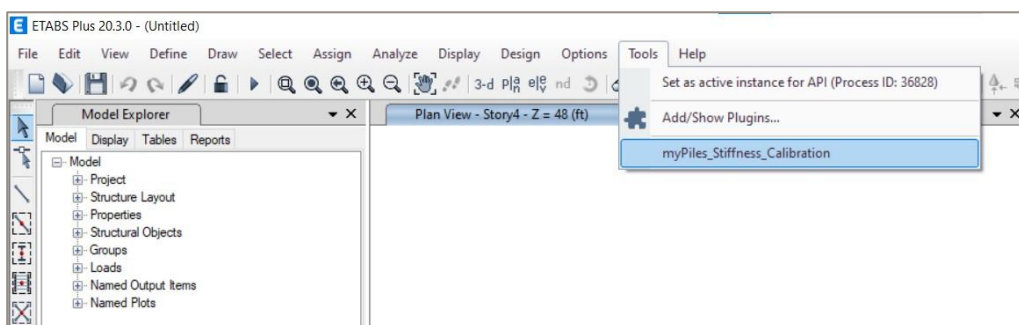 E ETABS Plus 20.3.0 - (Untitled)
File Edit View Define Draw Select Assign Analyze Display Design Options Tools Help
3-d nd
Set as active instance for API (Process ID: 36828)
Model Explorer
Plan View - Story4 - Z = 48 (ft)
Add/Show Plugins...
Model Display Tables Reports
myPiles_Stiffness_Calibration
Model
Project
Structure Layout
Properties
Structural Objects
Groups
Loads
Named Output Items
Named Plots